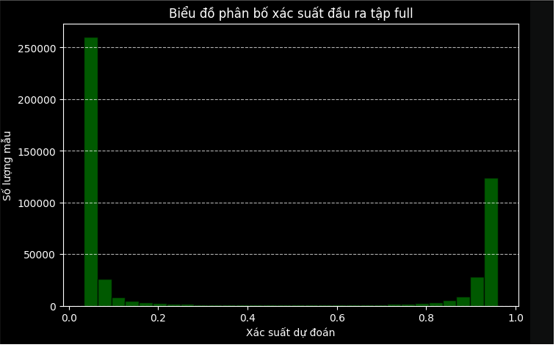 Biểu đồ phân bố xác suất đầu ra tập full
Số lượng mẫu
250000
200000
150000
100000
50000
0
0.0 0.2 0.4 0.6 0.8 1.0
Xác suất dự đoán